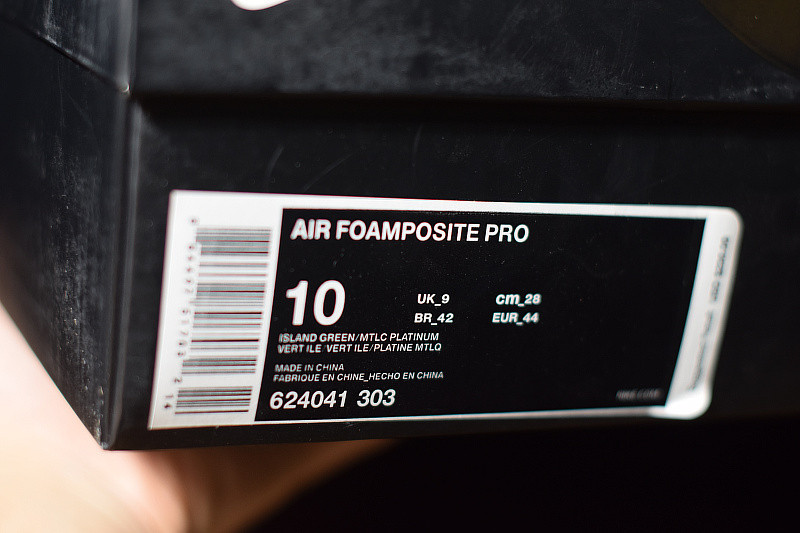 AIR FOAMPOSITE PRO
10
UK_9 cm_28
BR_42 EUR_44
ISLAND GREEN/MTLC PLATINUM
VERT ILE/VERT ILE/PLATINE MTLQ
MADE IN CHINA
FABRIQUE EN CHINE_HECHO EN CHINA
624041 303